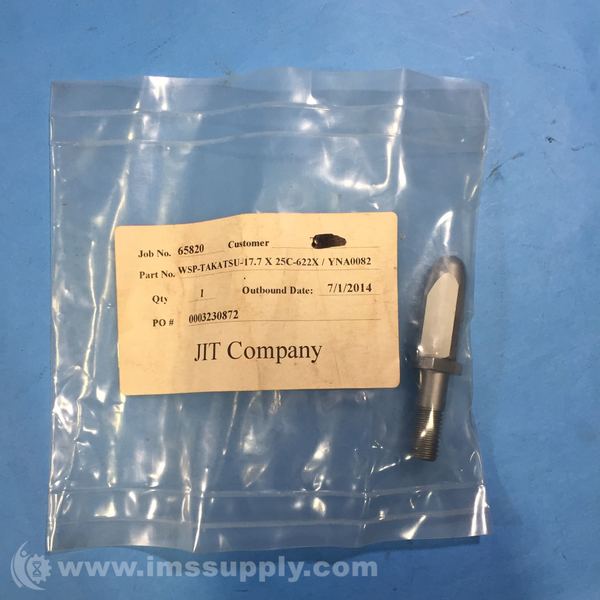 Job No. 65820 Customer
Part No. WSP-TAKATSU-17.7 X 25C-622X / YNA0082
Qty 1 Outbound Date: 7/1/2014
PO # 0003230872
JIT Company
www.imssupply.com